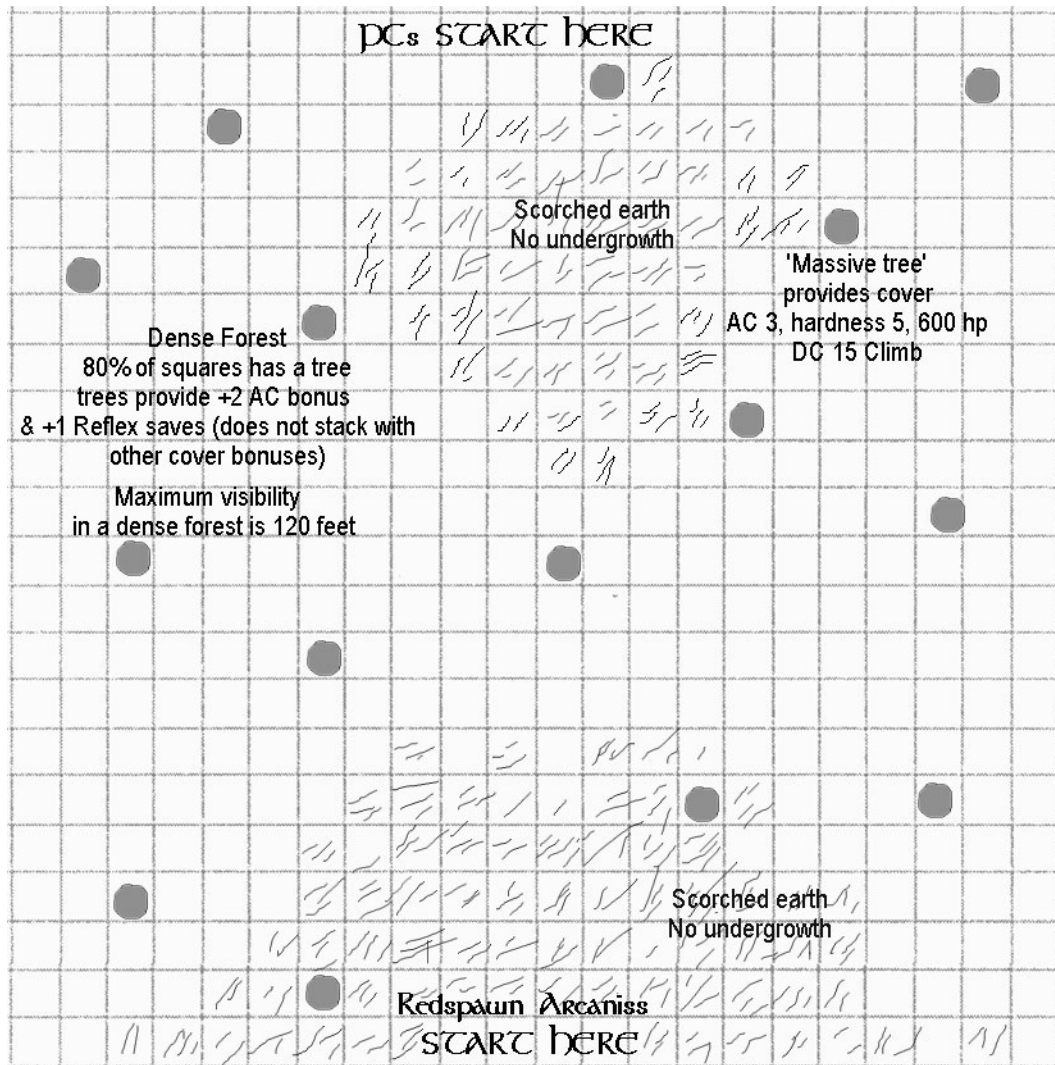 PCs START HERE
Scorched earth
No undergrowth
'Massive tree'
provides cover
AC 3, hardness 5, 600 hp
DC 15 Climb
Dense Forest
80% of squares has a tree
trees provide +2 AC bonus
& +1 Reflex saves (does not stack with
other cover bonuses)
Maximum visibility
in a dense forest is 120 feet
Scorched earth
No undergrowth
Redspawn Arcaniss
START HERE